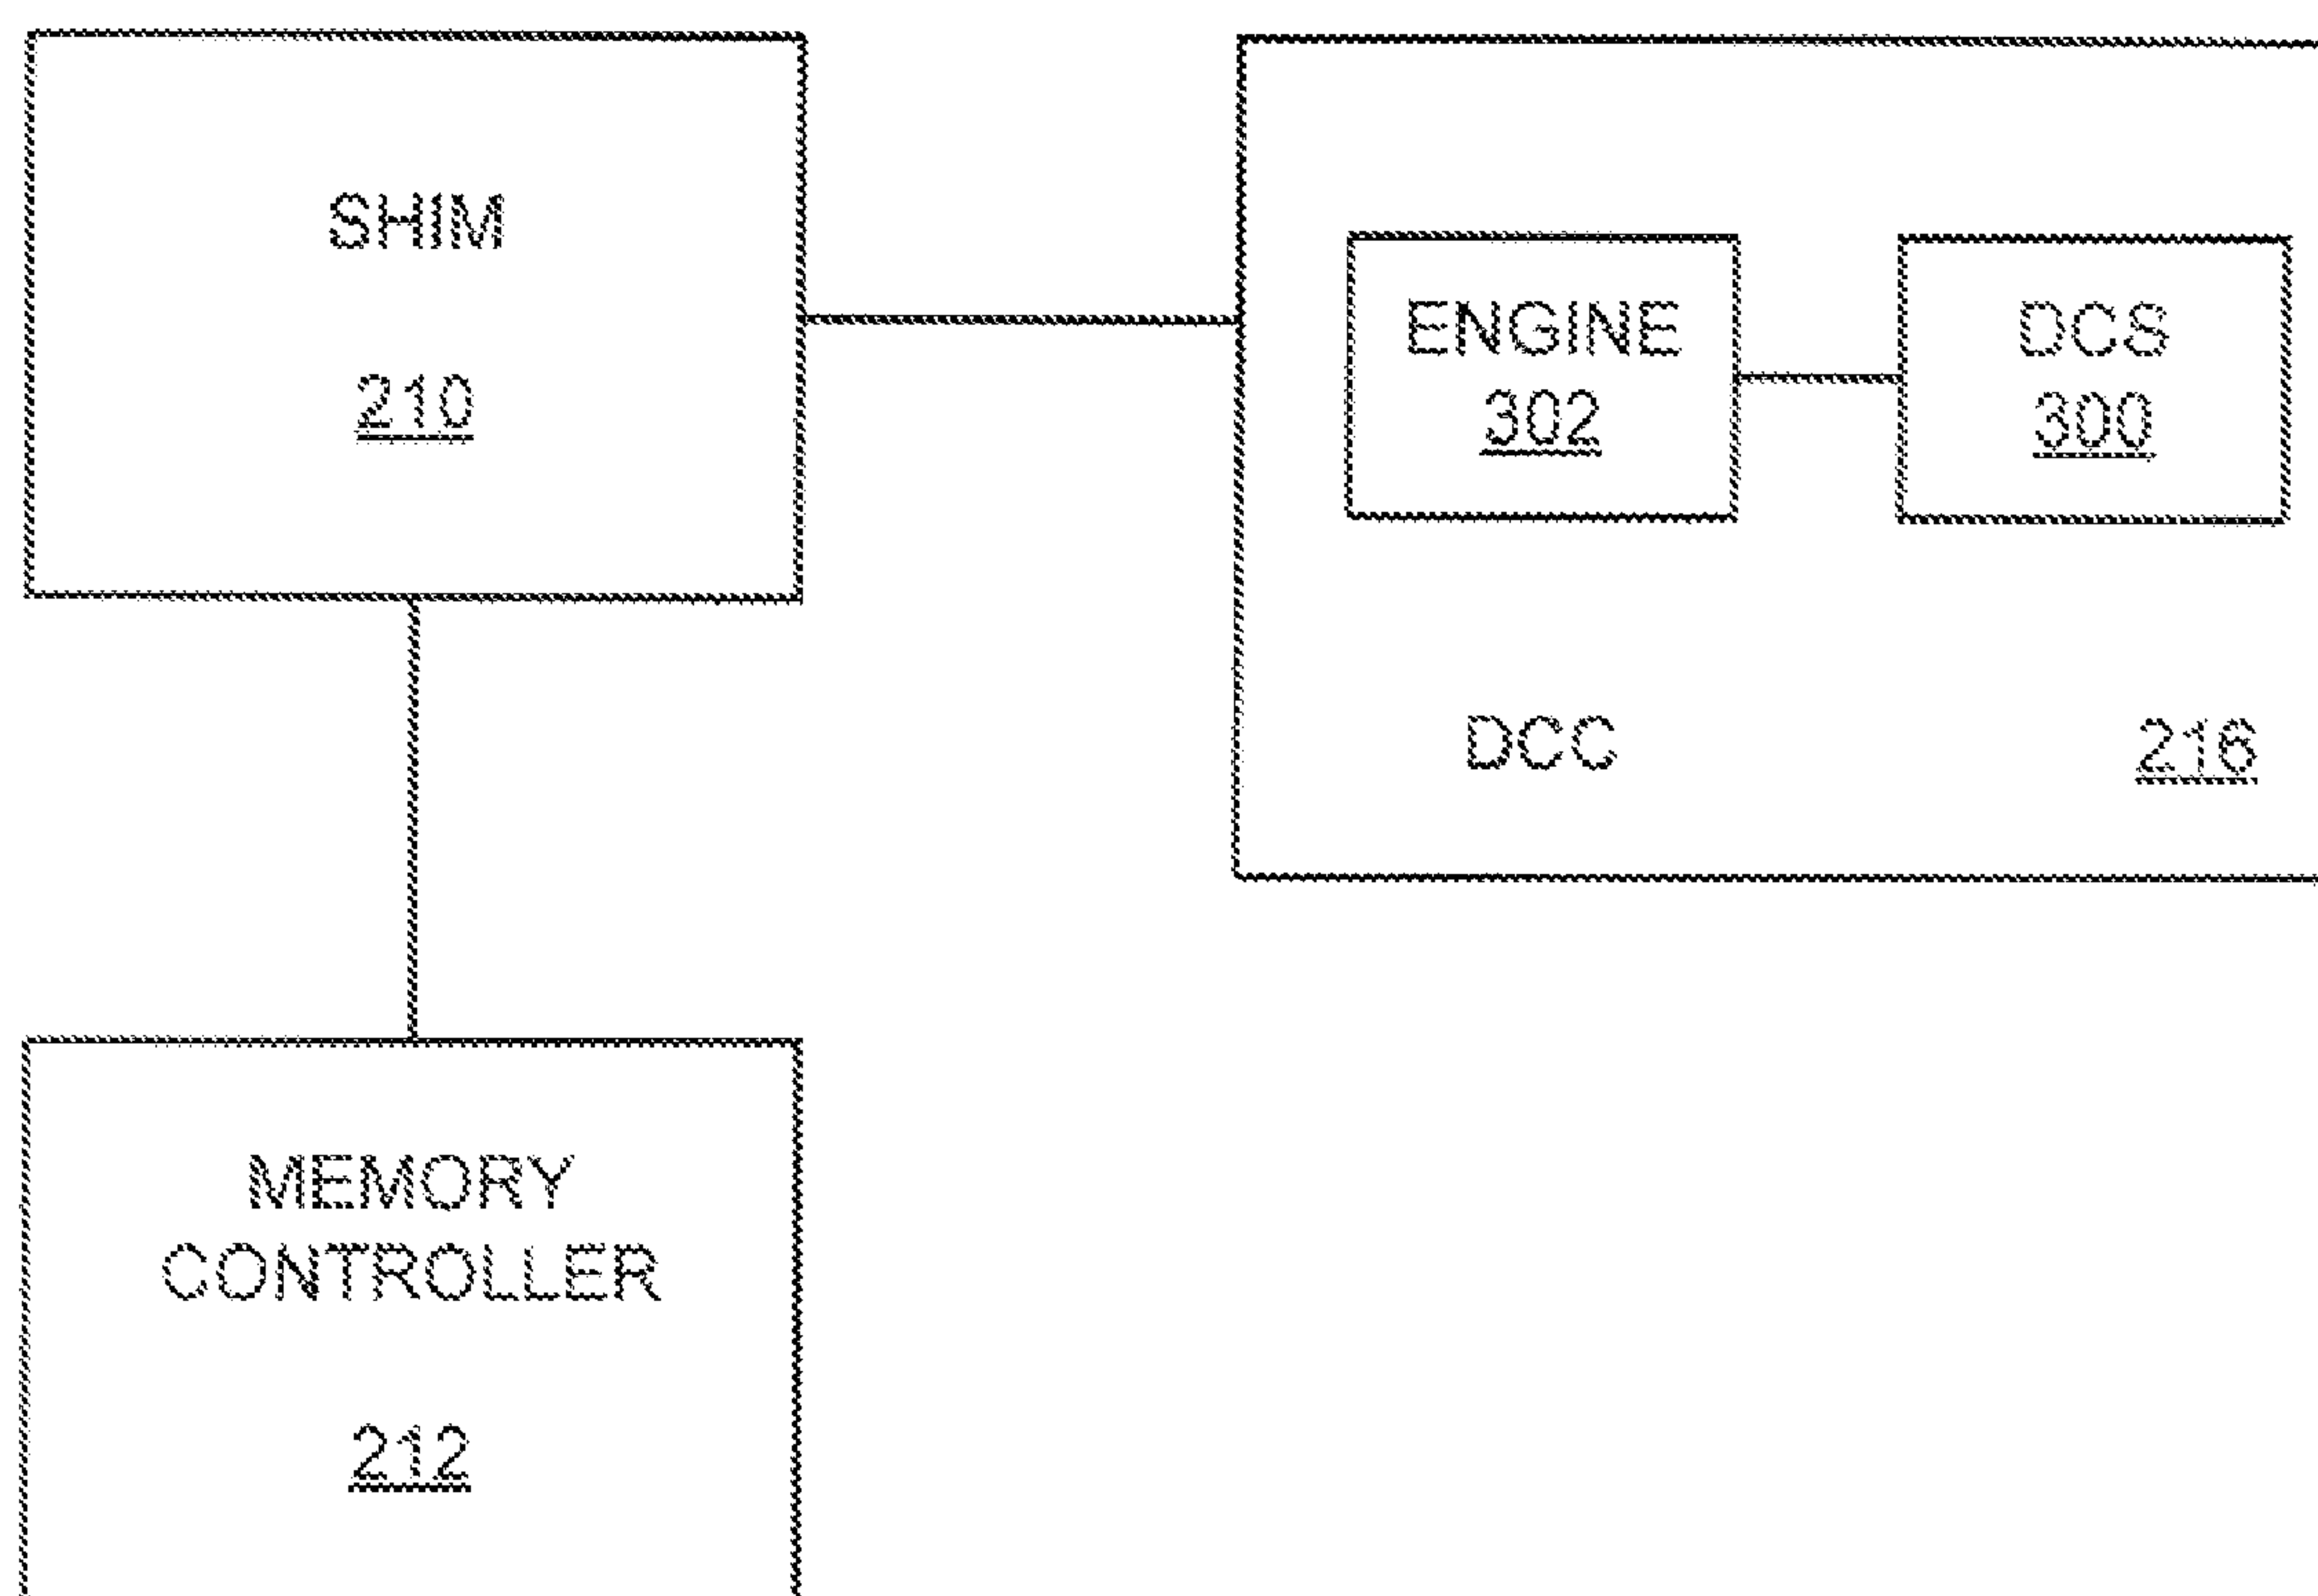 SHIM
210
ENGINE
302
DCS
300
DCC
216
MEMORY
CONTROLLER
212